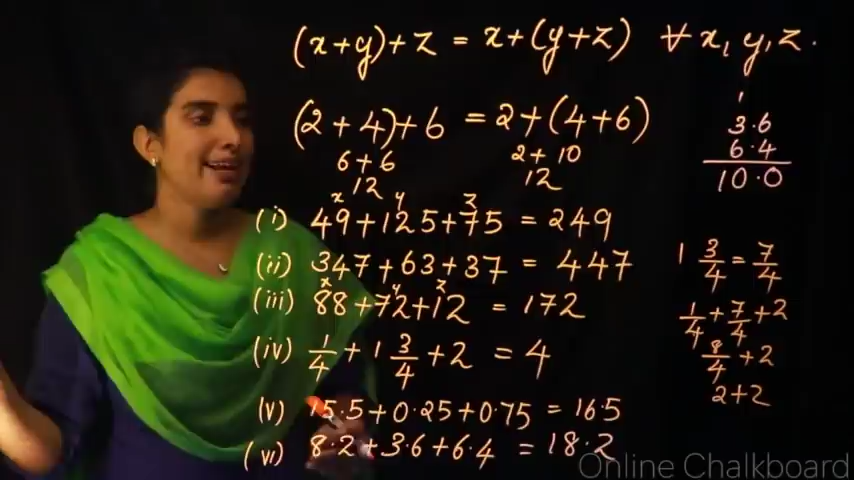 (x+y)+z = x+(y+z) ∀ x, y, z.
(2+4)+6 = 2+(4+6)
6+6 2+10
12 12
1
3.6
6.4
10.0
x y z
(i) 49+125+75 = 249
(ii) 347+63+37 = 447
x y z
(iii) 88+72+12 = 172
(iv) 1/4 + 1 3/4 + 2 = 4
(v) 15.5+0.25+0.75 = 16.5
(vi) 8.2+3.6+6.4 = 18.2
1 3/4 = 7/4
1/4 + 7/4 + 2
8/4 + 2
2+2
Online Chalkboard